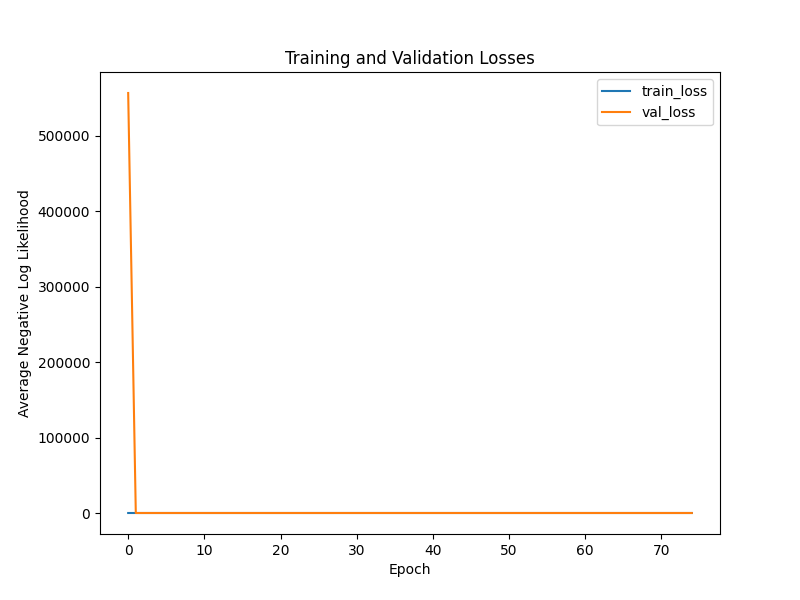 Training and Validation Losses
train_loss
val_loss
500000
400000
300000
200000
100000
0
Average Negative Log Likelihood
0 10 20 30 40 50 60 70
Epoch